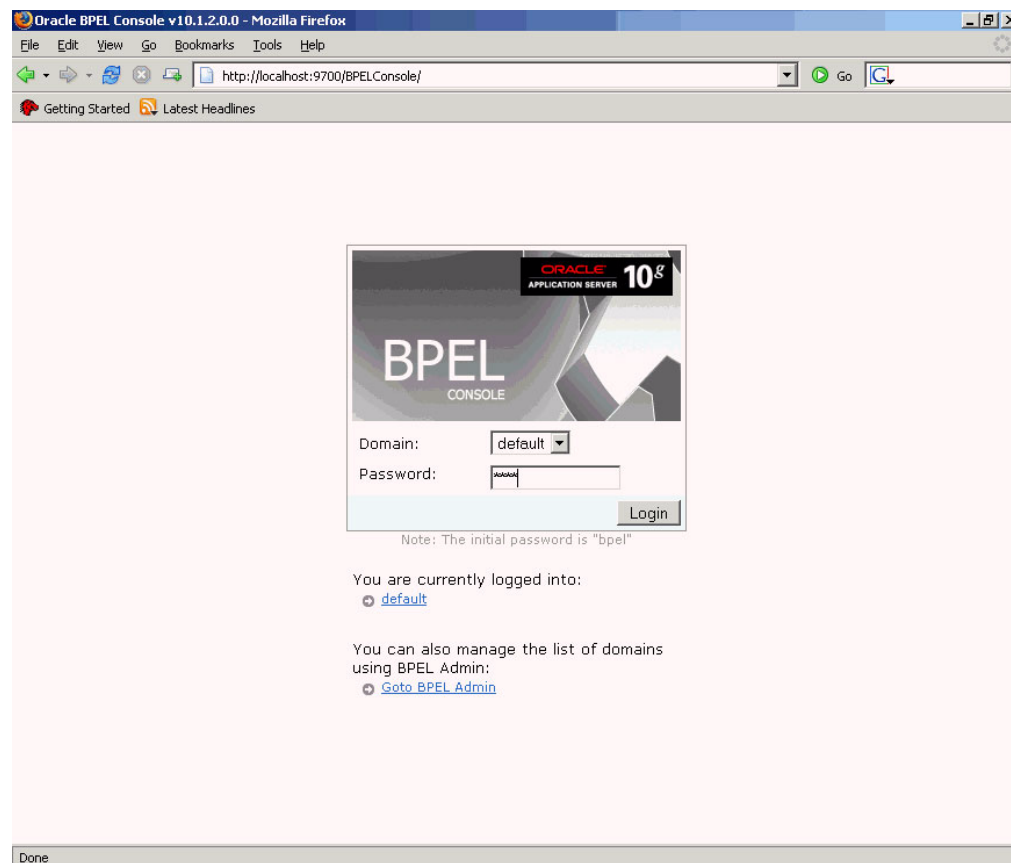 Oracle BPEL Console v10.1.2.0.0 - Mozilla Firefox
File Edit View Go Bookmarks Tools Help
http://localhost:9700/BPELConsole/ Go G
Getting Started Latest Headlines
ORACLE
APPLICATION SERVER 10g
BPEL
CONSOLE
Domain: default
Password: ****
Login
Note: The initial password is "bpel"
You are currently logged into:
default
You can also manage the list of domains
using BPEL Admin:
Goto BPEL Admin
Done